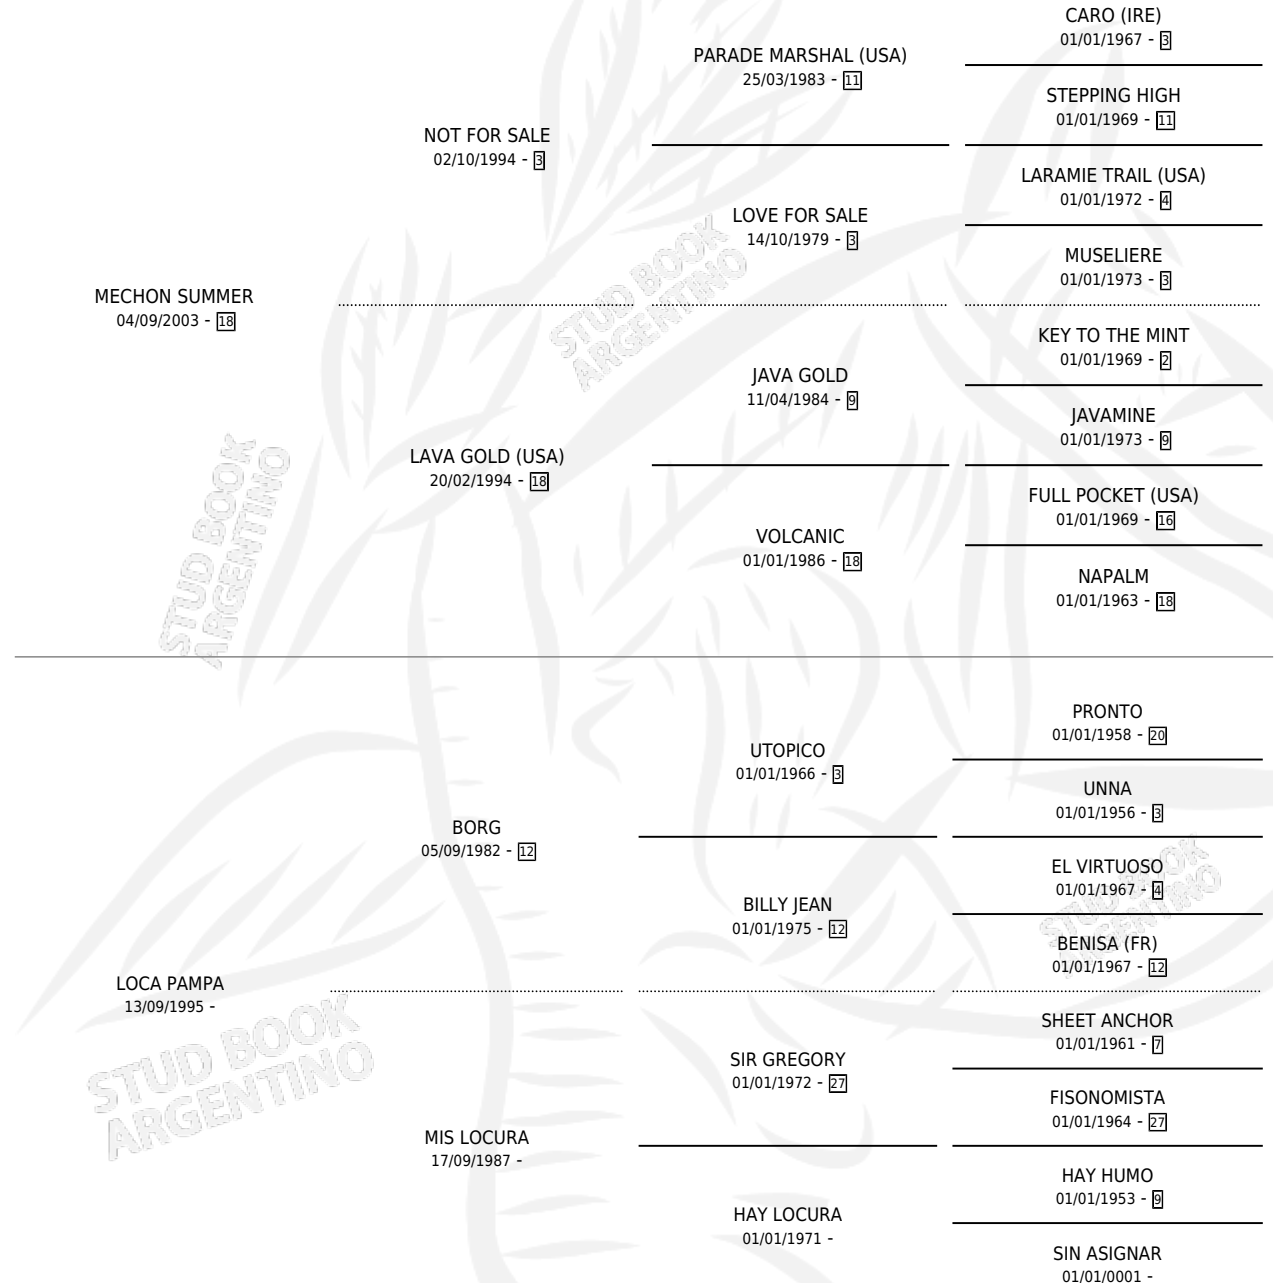 CARO (IRE)
01/01/1967 - 3
PARADE MARSHAL (USA)
25/03/1983 - 11
STEPPING HIGH
01/01/1969 - 11
NOT FOR SALE
02/10/1994 - 3
LARAMIE TRAIL (USA)
01/01/1972 - 4
LOVE FOR SALE
14/10/1979 - 3
MUSELIERE
01/01/1973 - 3
MECHON SUMMER
04/09/2003 - 18
KEY TO THE MINT
01/01/1969 - 2
JAVA GOLD
11/04/1984 - 9
JAVAMINE
01/01/1973 - 9
LAVA GOLD (USA)
20/02/1994 - 18
FULL POCKET (USA)
01/01/1969 - 16
VOLCANIC
01/01/1986 - 18
NAPALM
01/01/1963 - 18
PRONTO
01/01/1958 - 20
UTOPICO
01/01/1966 - 3
UNNA
01/01/1956 - 3
BORG
05/09/1982 - 12
EL VIRTUOSO
01/01/1967 - 4
BILLY JEAN
01/01/1975 - 12
BENISA (FR)
01/01/1967 - 12
LOCA PAMPA
13/09/1995 -
SHEET ANCHOR
01/01/1961 - 7
SIR GREGORY
01/01/1972 - 27
FISONOMISTA
01/01/1964 - 27
MIS LOCURA
17/09/1987 -
HAY HUMO
01/01/1953 - 9
HAY LOCURA
01/01/1971 -
SIN ASIGNAR
01/01/0001 -
STUD BOOK
ARGENTINO
STUD BOOK
ARGENTINO
STUD BOOK
ARGENTINO
STUD BOOK
ARGENTINO